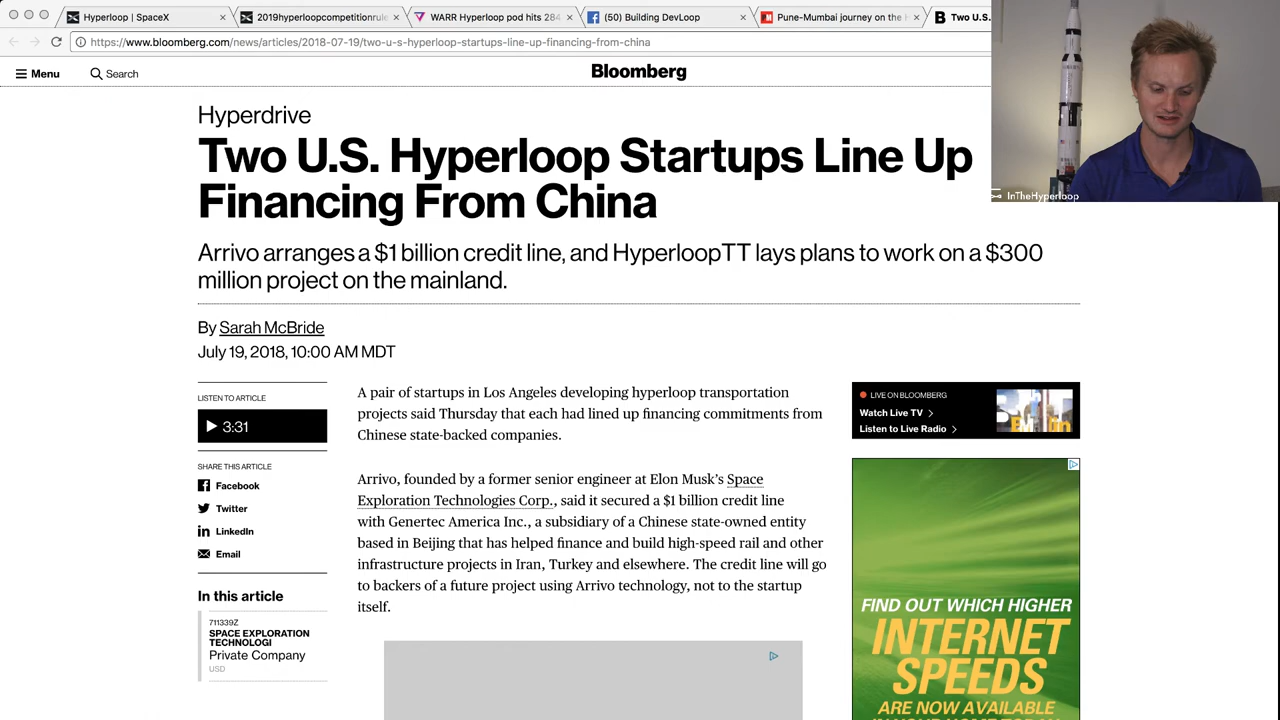 Hyperloop | SpaceX
2019hyperloopcompetitionrule
WARR Hyperloop pod hits 284
(50) Building DevLoop
Pune-Mumbai journey on the H
Two U.S.
https://www.bloomberg.com/news/articles/2018-07-19/two-u-s-hyperloop-startups-line-up-financing-from-china
Menu
Search
Bloomberg
InTheHyperloop
Hyperdrive
Two U.S. Hyperloop Startups Line Up
Financing From China
Arrivo arranges a $1 billion credit line, and HyperloopTT lays plans to work on a $300
million project on the mainland.
By Sarah McBride
July 19, 2018, 10:00 AM MDT
LISTEN TO ARTICLE
3:31
SHARE THIS ARTICLE
Facebook
Twitter
LinkedIn
Email
In this article
711339Z
SPACE EXPLORATION
TECHNOLOGI
Private Company
USD
A pair of startups in Los Angeles developing hyperloop transportation
projects said Thursday that each had lined up financing commitments from
Chinese state-backed companies.
Arrivo, founded by a former senior engineer at Elon Musk's Space
Exploration Technologies Corp., said it secured a $1 billion credit line
with Genertec America Inc., a subsidiary of a Chinese state-owned entity
based in Beijing that has helped finance and build high-speed rail and other
infrastructure projects in Iran, Turkey and elsewhere. The credit line will go
to backers of a future project using Arrivo technology, not to the startup
itself.
LIVE ON BLOOMBERG
Watch Live TV
Listen to Live Radio
FIND OUT WHICH HIGHER
INTERNET
SPEEDS
ARE NOW AVAILABLE